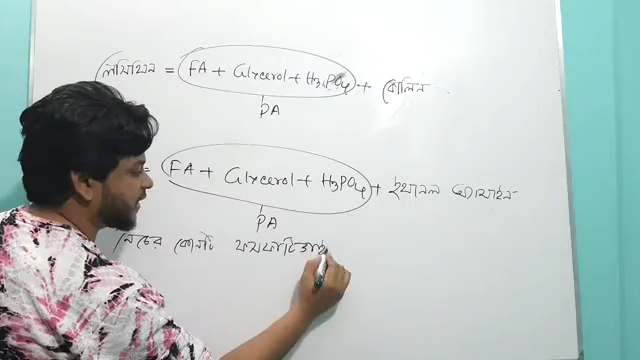 লেসিথিন = FA + Glycerol + H₃PO₄ + কোলিন
PA
= FA + Glycerol + H₃PO₄ + ইথানল অ্যামাইন
PA
নিচের কোনটি